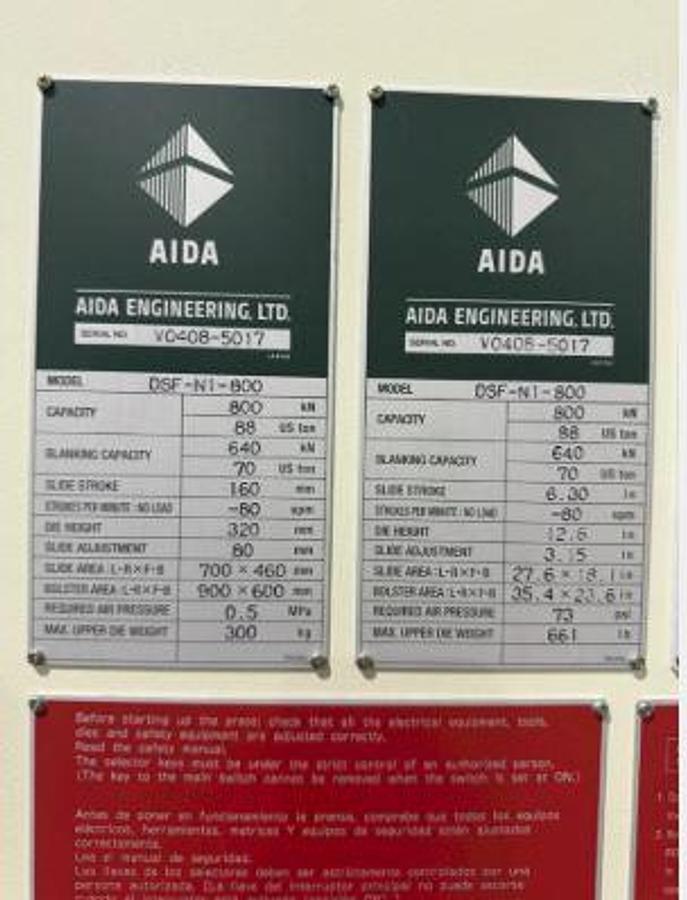 AIDA
AIDA ENGINEERING, LTD.
SERIAL NO. V0408-5017
JAPAN
MODEL DSF-N1-800
CAPACITY 800 kN
88 US ton
BLANKING CAPACITY 640 kN
70 US ton
SLIDE STROKE 160 mm
STROKES PER MINUTE : NO LOAD -80 spm
DIE HEIGHT 320 mm
SLIDE ADJUSTMENT 80 mm
SLIDE AREA : L-R×F-B 700 × 460 mm
BOLSTER AREA : L-R×F-B 900 × 600 mm
REQUIRED AIR PRESSURE 0.5 MPa
MAX. UPPER DIE WEIGHT 300 kg
AIDA
AIDA ENGINEERING, LTD.
SERIAL NO. V0408-5017
MODEL DSF-N1-800
CAPACITY 800 kN
88 US ton
BLANKING CAPACITY 640 kN
70 US ton
SLIDE STROKE 6.30 in
STROKES PER MINUTE : NO LOAD -80 spm
DIE HEIGHT 12.6 in
SLIDE ADJUSTMENT 3.15 in
SLIDE AREA : L-R×F-B 27.6 × 18.1 in
BOLSTER AREA : L-R×F-B 35.4 × 23.6 in
REQUIRED AIR PRESSURE 73 psi
MAX. UPPER DIE WEIGHT 661 lb
Before starting up the press; check that all the electrical equipment, tools,
dies and safety equipment are adjusted correctly.
Read the safety manual.
The selector keys must be under the strict control of an authorized person.
(The key to the main switch cannot be removed when the switch is set at ON.)
Antes de poner en funcionamiento la prensa, compruebe que todos los equipos
eléctricos, herramientas, matrices Y equipos de seguridad están ajustados
correctamente.
Lea el manual de seguridad.
Las llaves de los selectores deben ser estrictamente controladas por una
persona autorizada. (La llave del interruptor principal no puede sacarse